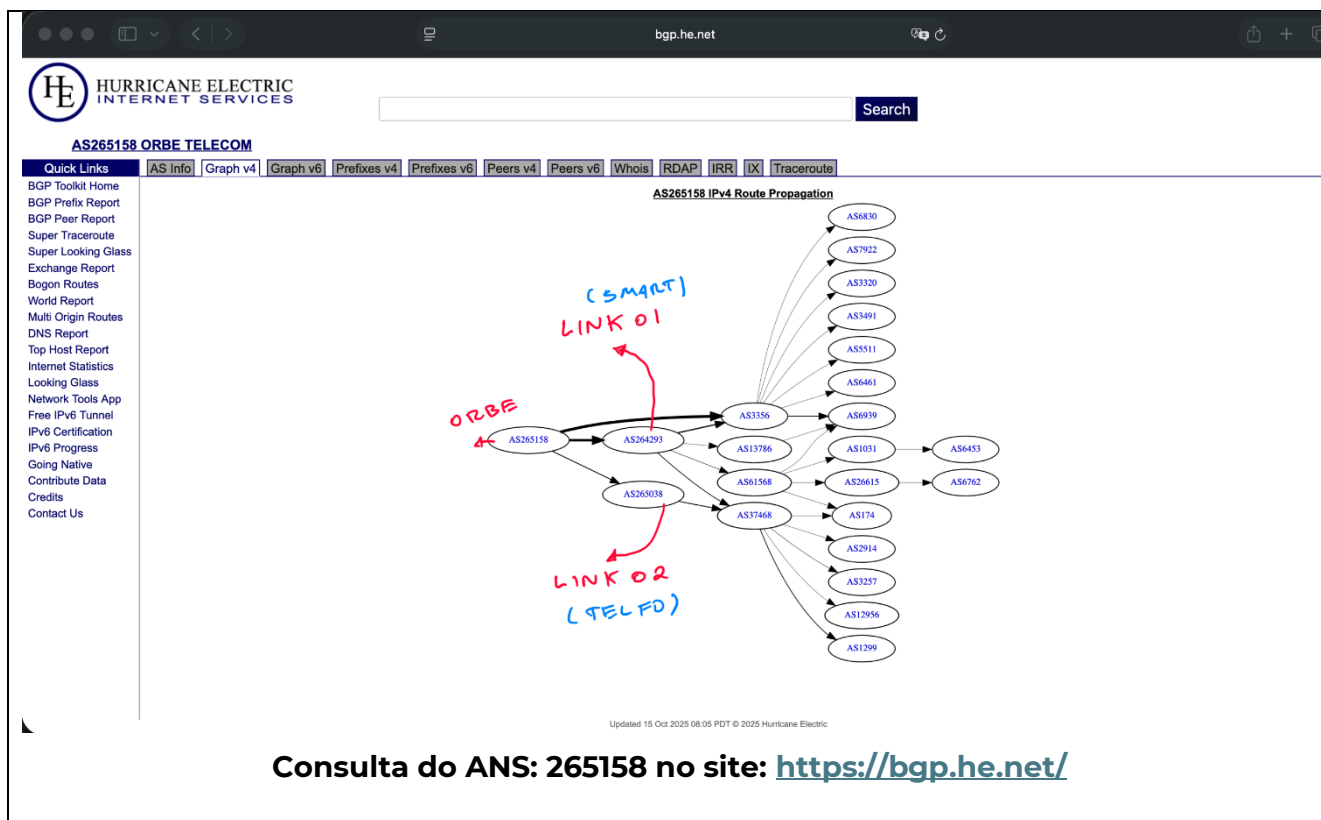 bgp.he.net
HE
HURRICANE ELECTRIC
INTERNET SERVICES
Search
AS265158 ORBE TELECOM
Quick Links
BGP Toolkit Home
BGP Prefix Report
BGP Peer Report
Super Traceroute
Super Looking Glass
Exchange Report
Bogon Routes
World Report
Multi Origin Routes
DNS Report
Top Host Report
Internet Statistics
Looking Glass
Network Tools App
Free IPv6 Tunnel
IPv6 Certification
IPv6 Progress
Going Native
Contribute Data
Credits
Contact Us
AS Info Graph v4 Graph v6 Prefixes v4 Prefixes v6 Peers v4 Peers v6 Whois RDAP IRR IX Traceroute
AS265158 IPv4 Route Propagation
AS6830
AS7922
AS3320
AS3491
AS5511
AS6461
(SMART)
LINK 01
ORBE
AS3356 AS6939
AS265158 AS264293 AS13786 AS1031 AS6453
AS265038 AS61568 AS26615 AS6762
AS37468 AS174
AS2914
AS3257
AS12956
AS1299
LINK 02
(TELFD)
Updated 15 Oct 2025 08:05 PDT © 2025 Hurricane Electric
Consulta do ANS: 265158 no site: https://bgp.he.net/